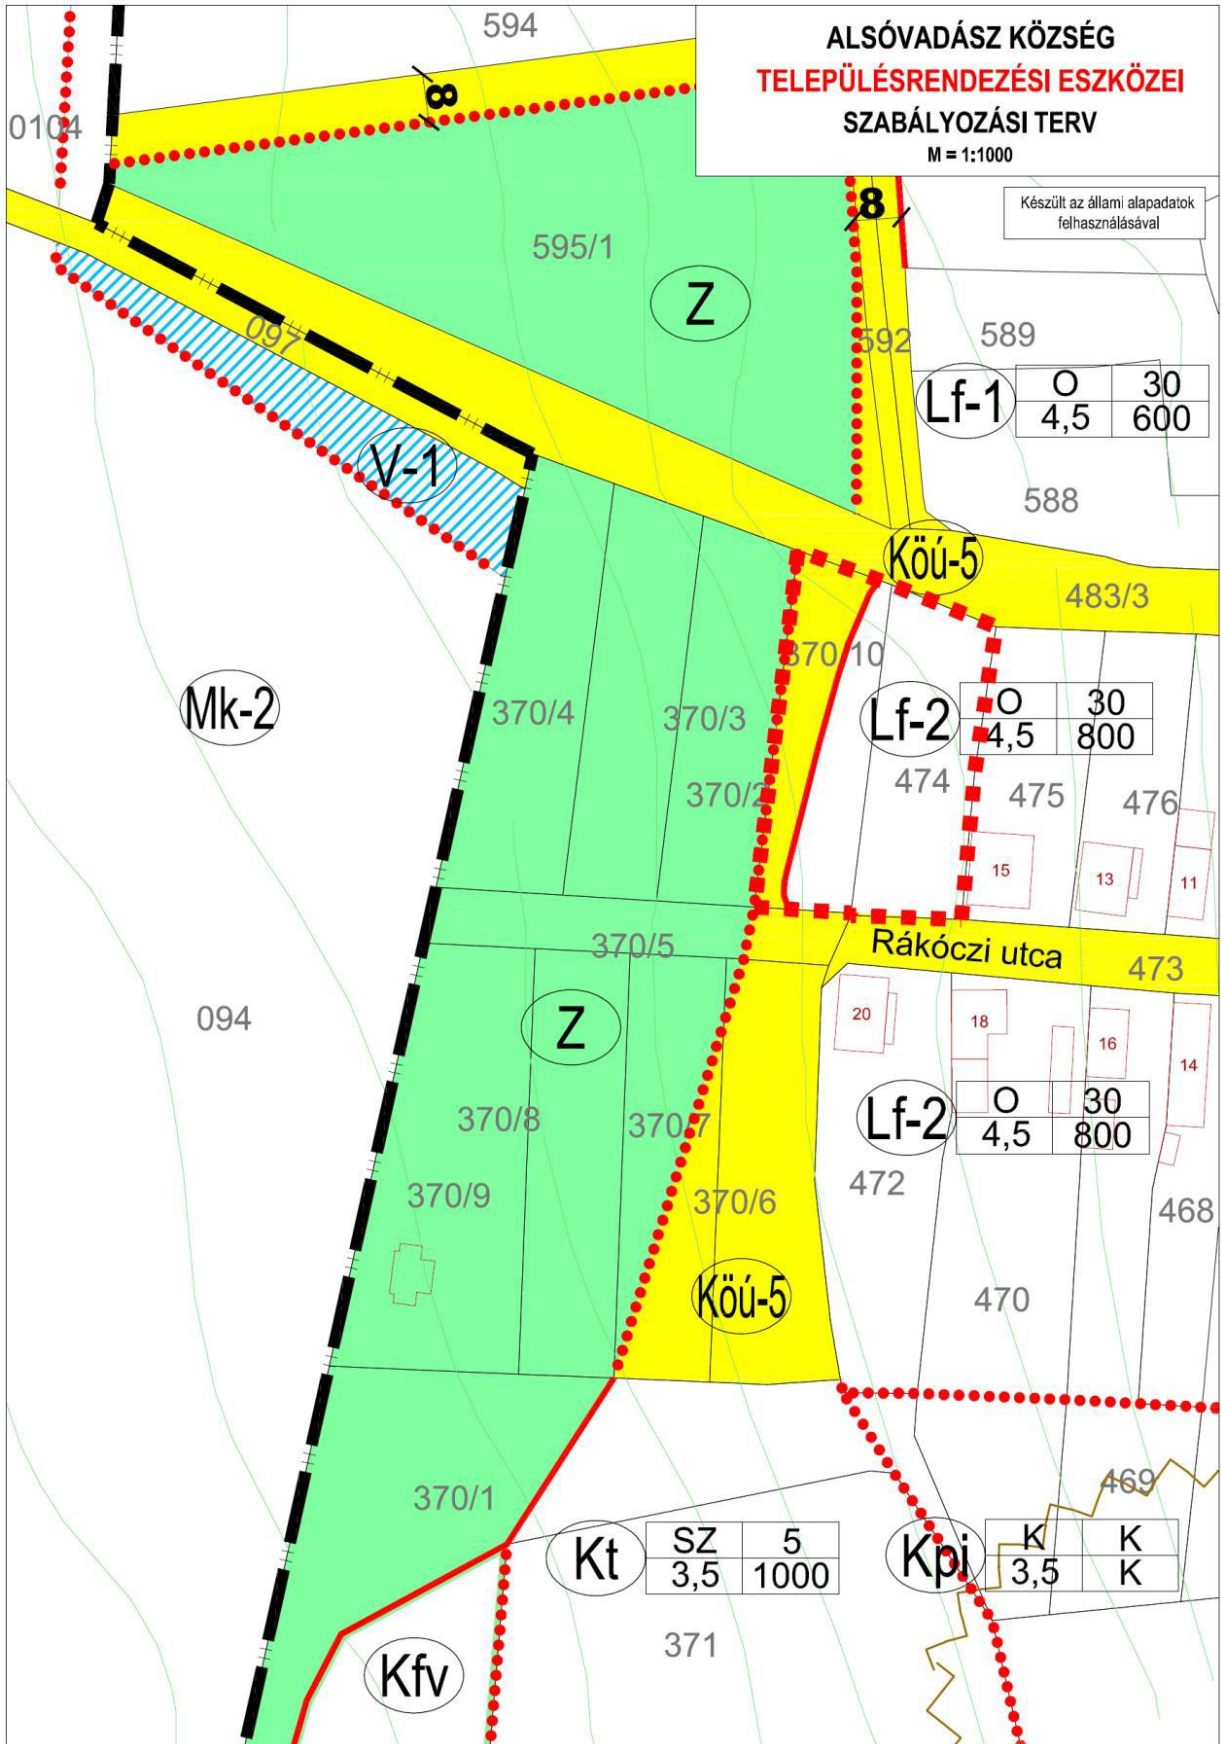 594
ALSÓVADÁSZ KÖZSÉG
TELEPÜLÉSRENDEZÉSI ESZKÖZEI
SZABÁLYOZÁSI TERV
M = 1:1000
8
0104
Készült az állami alapadatok
felhasználásával
8
595/1
Z
097
592
589
Lf-1
O 30
4,5 600
V-1
588
Köú-5
483/3
370/10
Mk-2
370/4
370/3
Lf-2
O 30
4,5 800
370/2
474
475
476
15
13
11
370/5
Rákóczi utca
473
094
Z
20
18
16
14
370/8
370/7
Lf-2
O 30
4,5 800
370/9
370/6
472
468
Köú-5
470
370/1
469
Kt
SZ 5
3,5 1000
Kpi
K K
3,5 K
371
Kfv